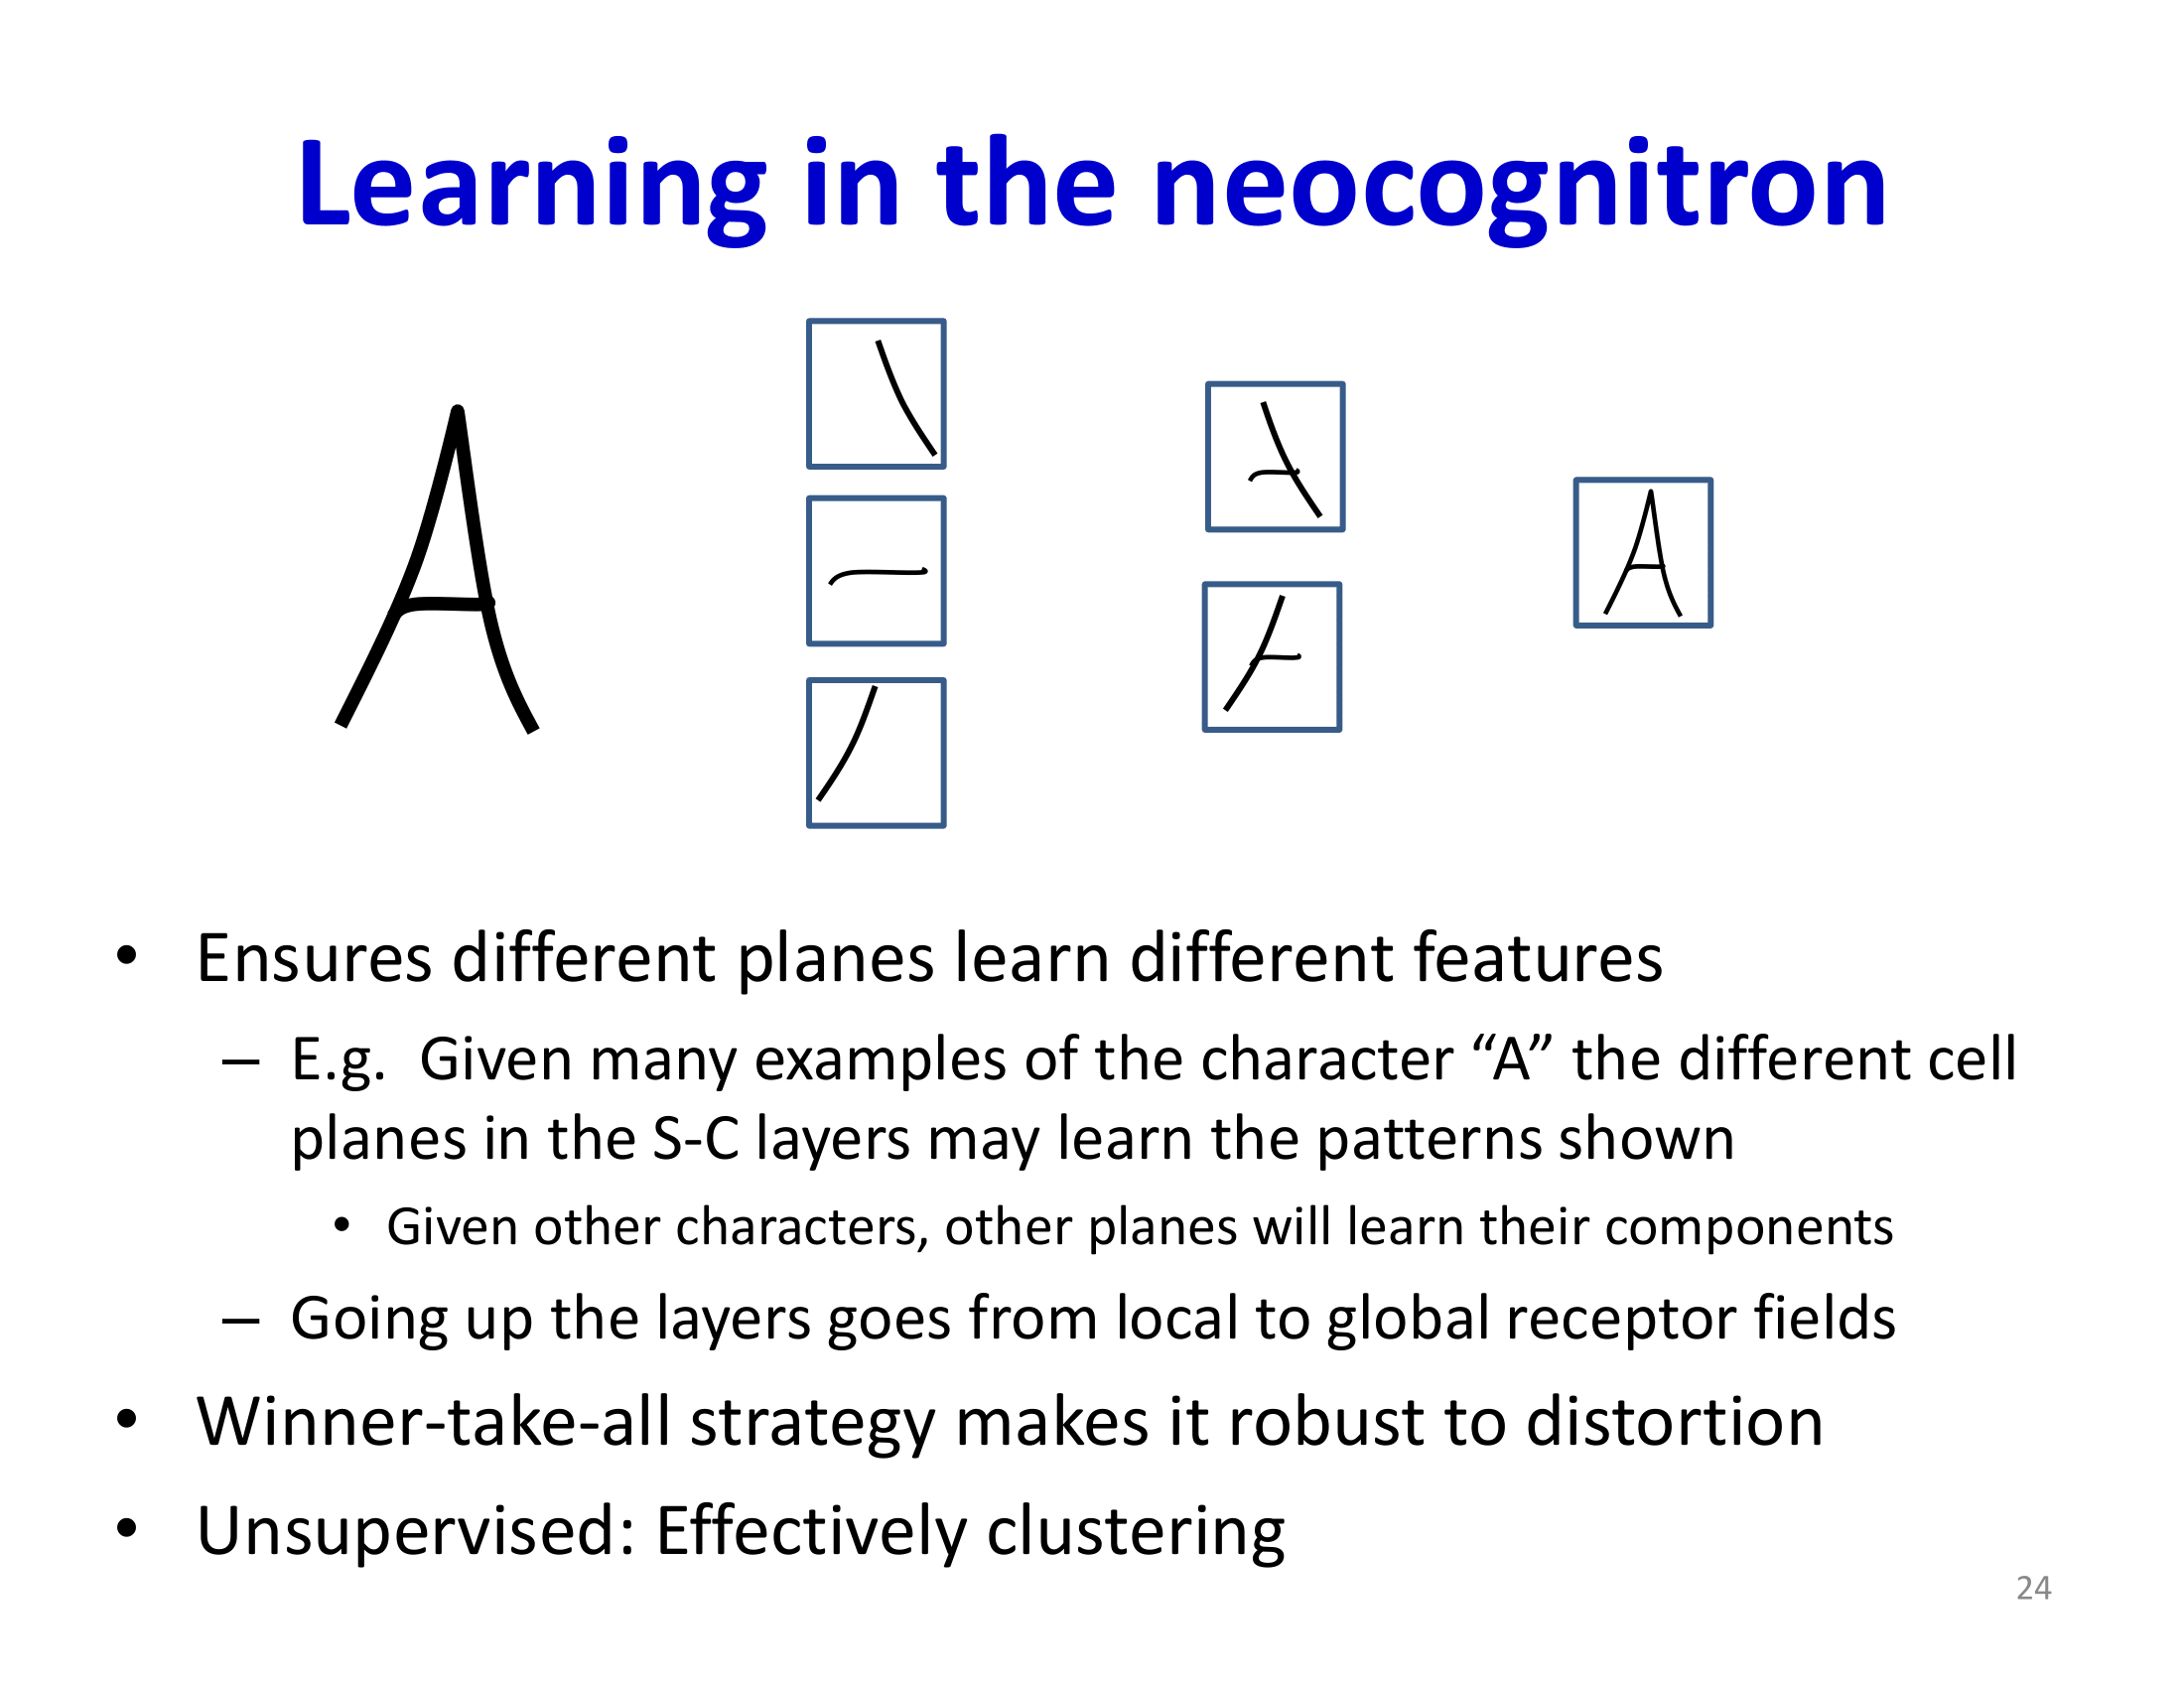 Learning in the neocognitron
A
A
• Ensures different planes learn different features
– E.g. Given many examples of the character “A” the different cell
planes in the S-C layers may learn the patterns shown
• Given other characters, other planes will learn their components
– Going up the layers goes from local to global receptor fields
• Winner-take-all strategy makes it robust to distortion
• Unsupervised: Effectively clustering
24